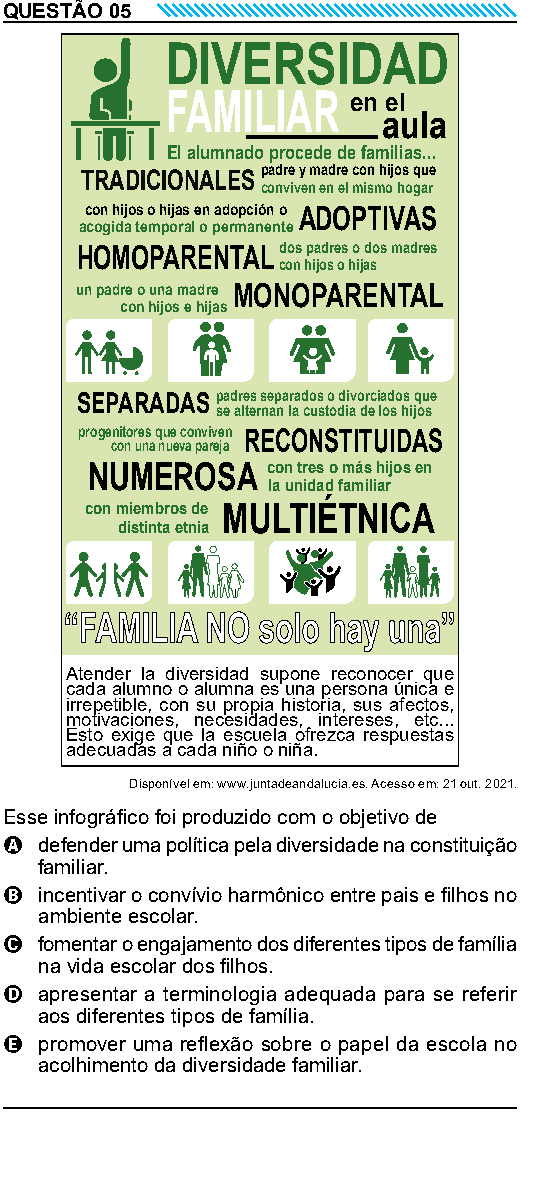 QUESTÃO 05
DIVERSIDAD
FAMILIAR en el
aula
El alumnado procede de familias...
TRADICIONALES padre y madre con hijos que
conviven en el mismo hogar
con hijos o hijas en adopción o
acogida temporal o permanente ADOPTIVAS
HOMOPARENTAL dos padres o dos madres
con hijos o hijas
un padre o una madre
con hijos e hijas MONOPARENTAL
SEPARADAS padres separados o divorciados que
se alternan la custodia de los hijos
progenitores que conviven
con una nueva pareja RECONSTITUIDAS
NUMEROSA con tres o más hijos en
la unidad familiar
con miembros de
distinta etnia MULTIÉTNICA
“FAMILIA NO solo hay una”
Atender la diversidad supone reconocer que
cada alumno o alumna es una persona única e
irrepetible, con su propia historia, sus afectos,
motivaciones, necesidades, intereses, etc...
Esto exige que la escuela ofrezca respuestas
adecuadas a cada niño o niña.
Disponível em: www.juntadeandalucia.es. Acesso em: 21 out. 2021.
Esse infográfico foi produzido com o objetivo de
A defender uma política pela diversidade na constituição
familiar.
B incentivar o convívio harmônico entre pais e filhos no
ambiente escolar.
C fomentar o engajamento dos diferentes tipos de família
na vida escolar dos filhos.
D apresentar a terminologia adequada para se referir
aos diferentes tipos de família.
E promover uma reflexão sobre o papel da escola no
acolhimento da diversidade familiar.